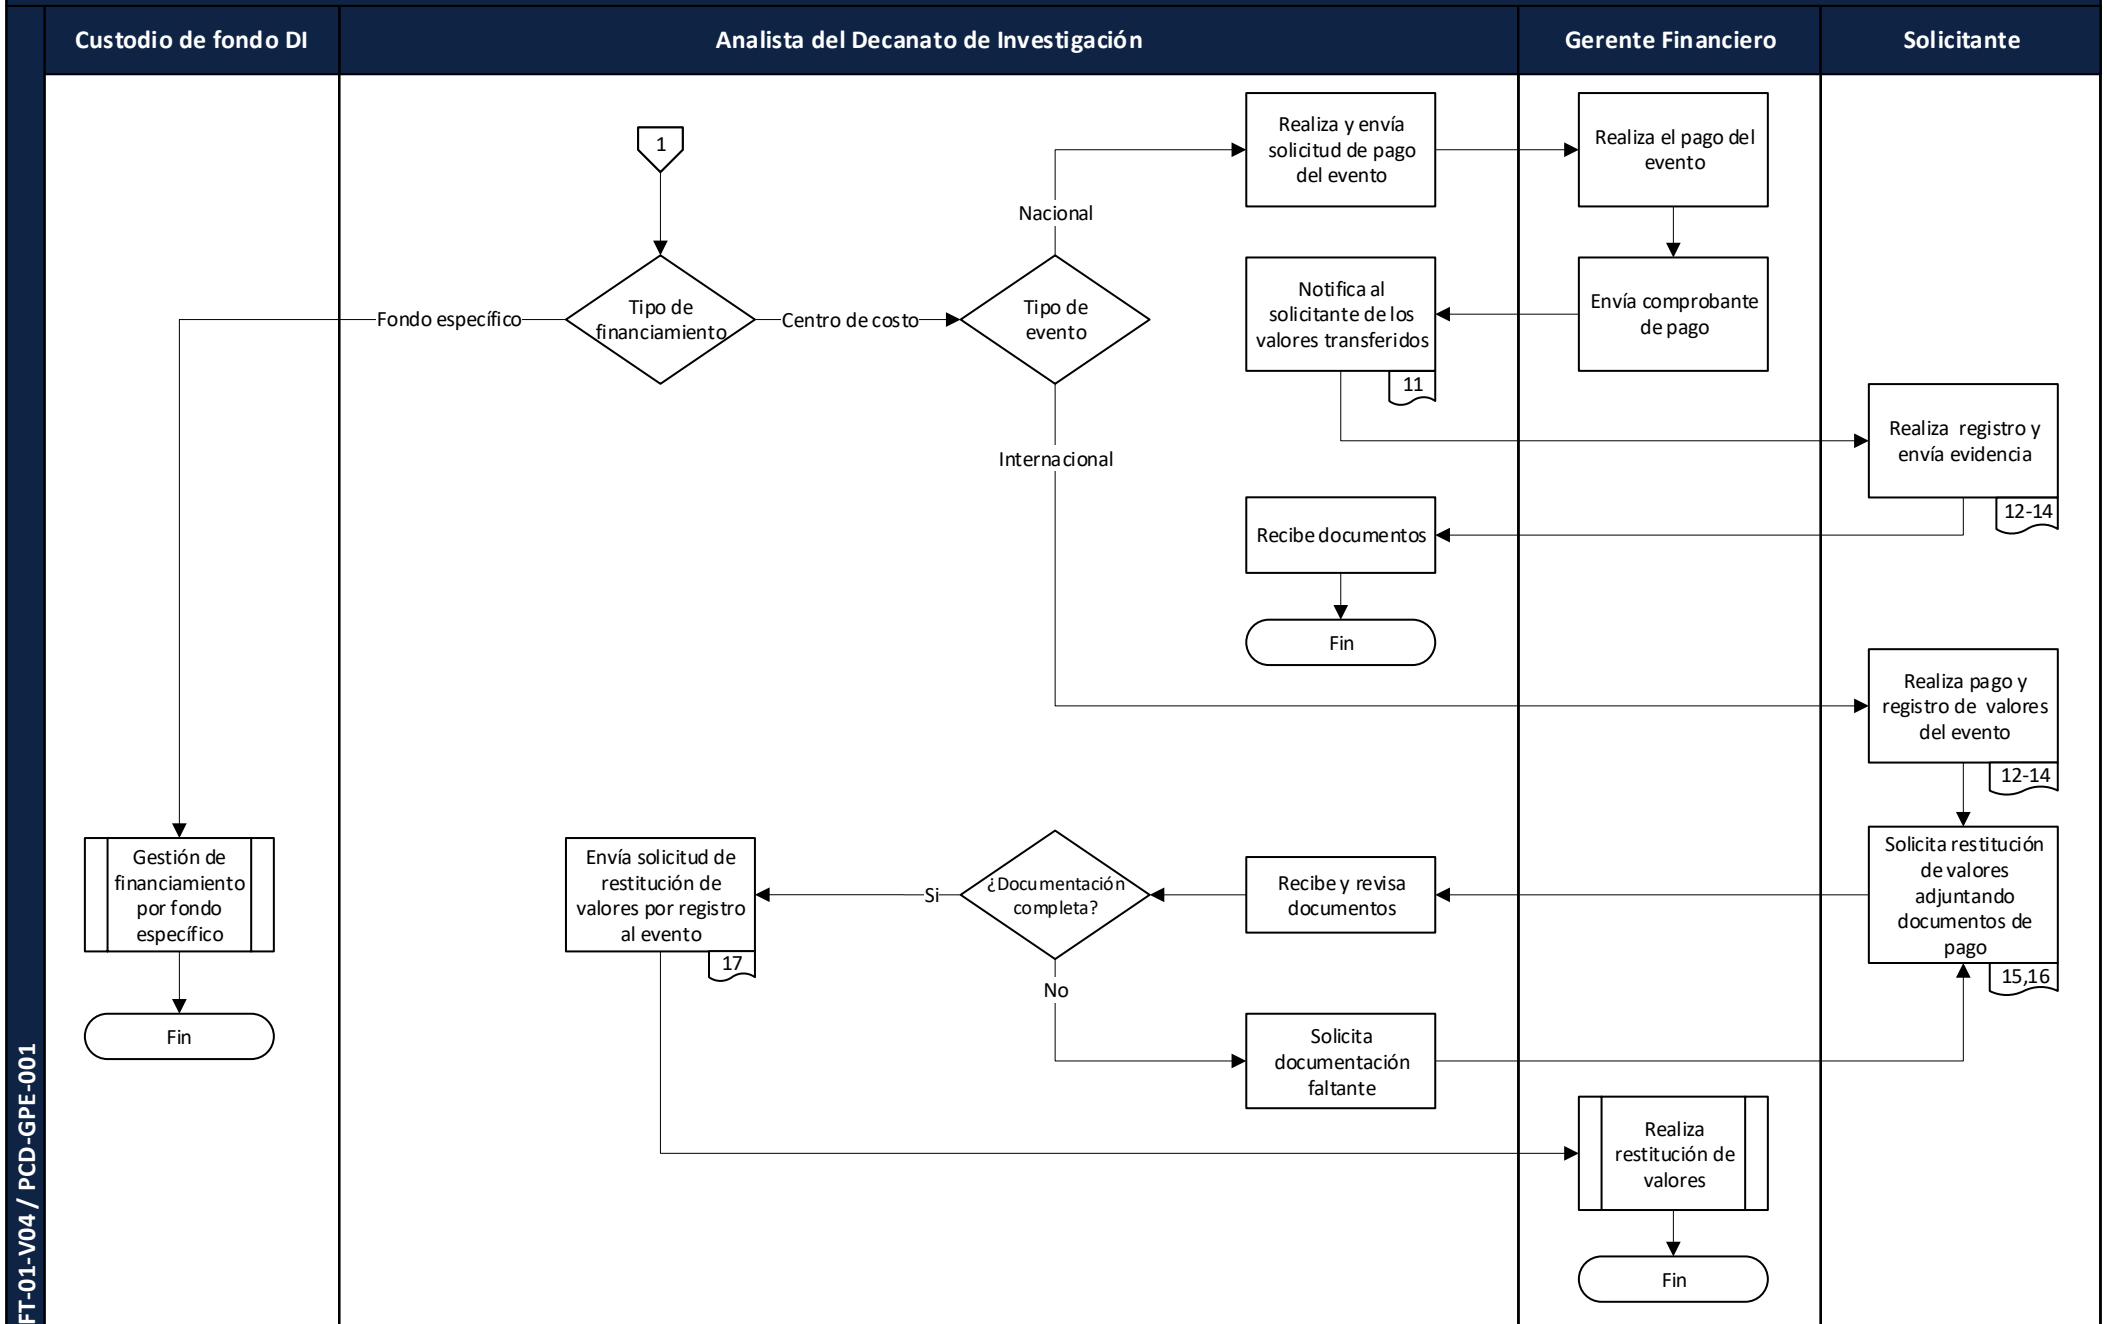 Custodio de fondo DI
Analista del Decanato de Investigación
Gerente Financiero
Solicitante
1
Realiza y envía
solicitud de pago
del evento
Realiza el pago del
evento
Nacional
Fondo específico
Tipo de
financiamiento
Centro de costo
Tipo de
evento
Notifica al
solicitante de los
valores transferidos
11
Envía comprobante
de pago
Realiza registro y
envía evidencia
12-14
Internacional
Recibe documentos
Fin
Realiza pago y
registro de valores
del evento
12-14
Gestión de
financiamiento
por fondo
específico
Fin
Envía solicitud de
restitución de
valores por registro
al evento
17
Si
¿Documentación
completa?
No
Recibe y revisa
documentos
Solicita restitución
de valores
adjuntando
documentos de
pago
15,16
Solicita
documentación
faltante
Realiza
restitución de
valores
Fin
FT-01-V04 / PCD-GPE-001